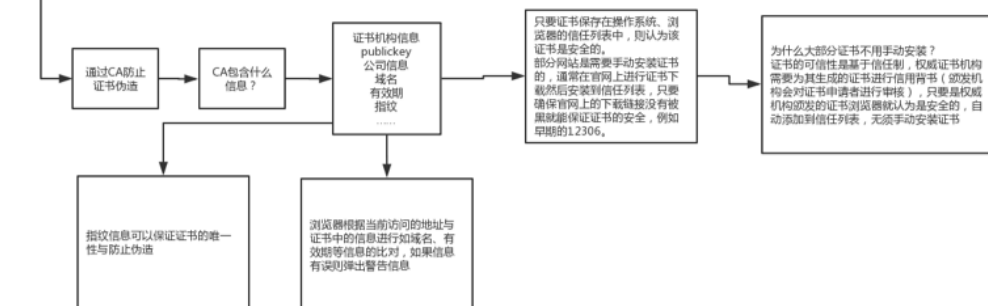 通过CA防止
证书伪造
CA包含什么
信息？
证书机构信息
publickey
公司信息
域名
有效期
指纹
……
只要证书保存在操作系统、浏
览器的信任列表中，则认为该
证书是安全的。
部分网站是需要手动安装证书
的，通常在官网上进行证书下
载然后安装到信任列表，只要
确保官网上的下载链接没有被
黑就能保证证书的安全，例如
早期的12306。
为什么大部分证书不用手动安装？
证书的可信性是基于信任制，权威证书机构
需要为其生成的证书进行信用背书（颁发机
构会对证书申请者进行审核），只要是权威
机构颁发的证书浏览器就认为是安全的，自
动添加到信任列表，无须手动安装证书
指纹信息可以保证证书的唯一
性与防止伪造
浏览器根据当前访问的地址与
证书中的信息进行如域名、有
效期等信息的比对，如果信息
有误则弹出警告信息